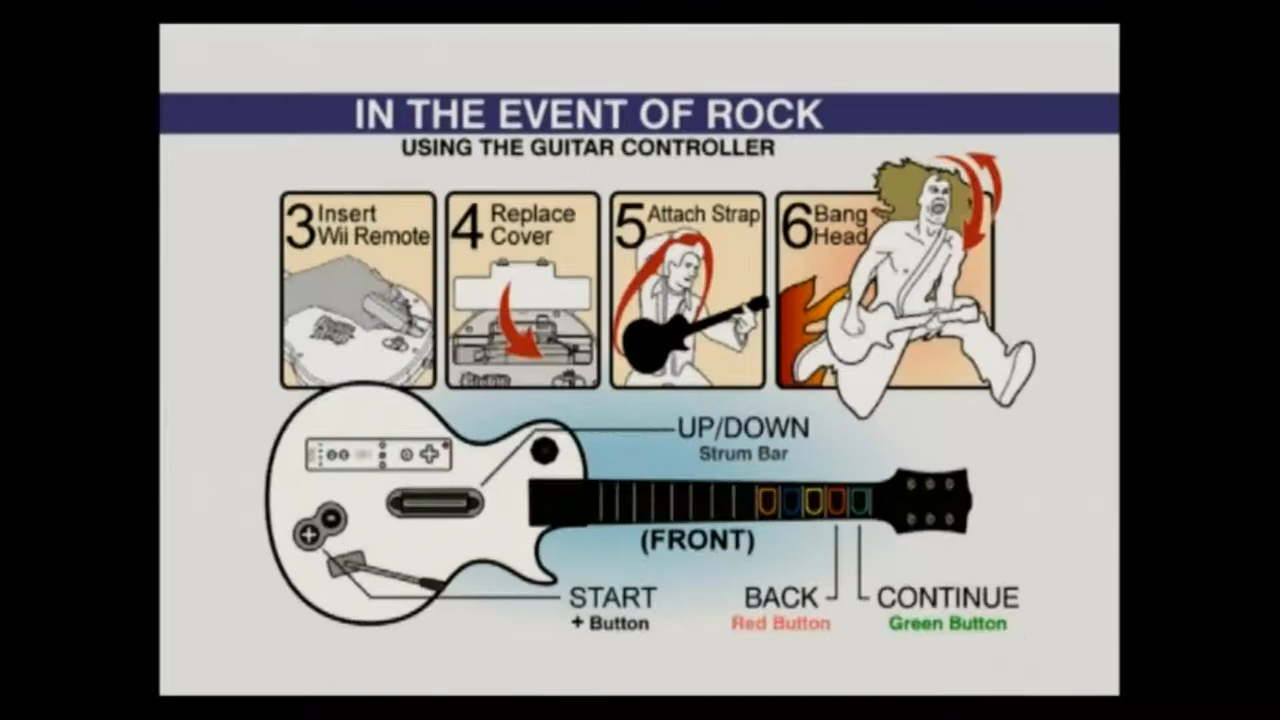 IN THE EVENT OF ROCK
USING THE GUITAR CONTROLLER
3 Insert
Wii Remote
4 Replace
Cover
5 Attach Strap
6 Bang
Head
UP/DOWN
Strum Bar
(FRONT)
START
+ Button
BACK
Red Button
CONTINUE
Green Button